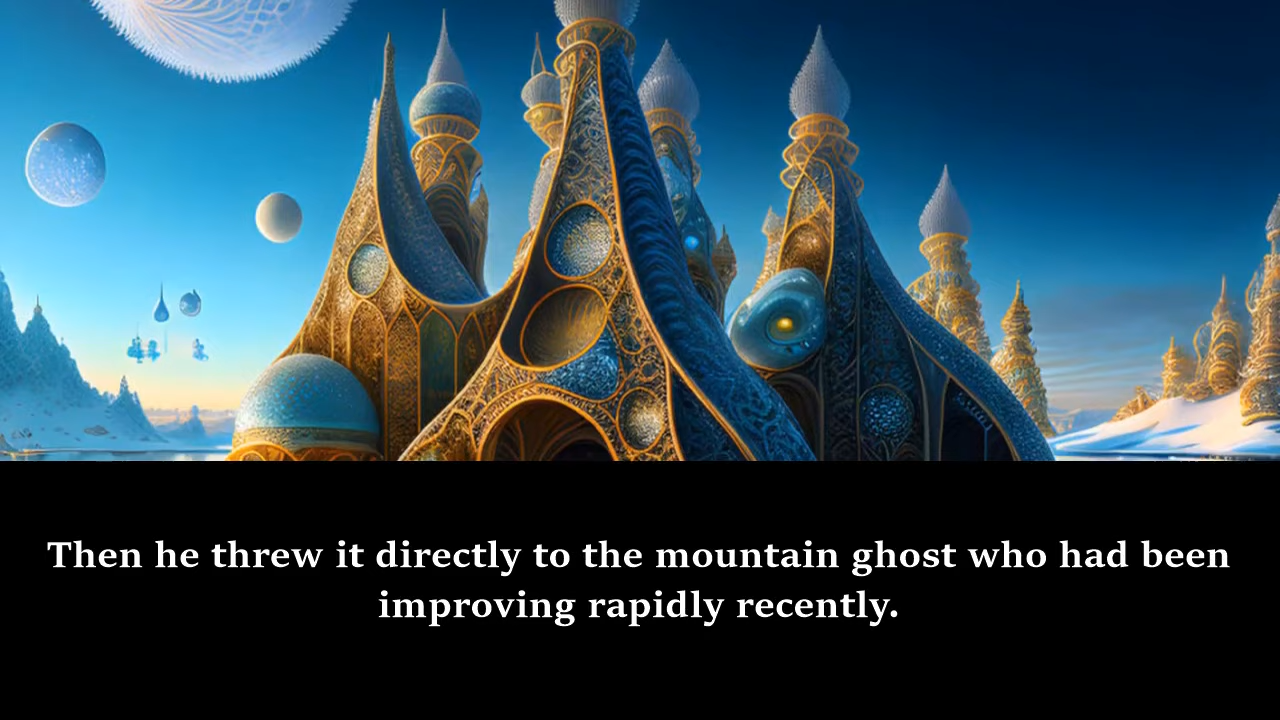 Then he threw it directly to the mountain ghost who had been
improving rapidly recently.